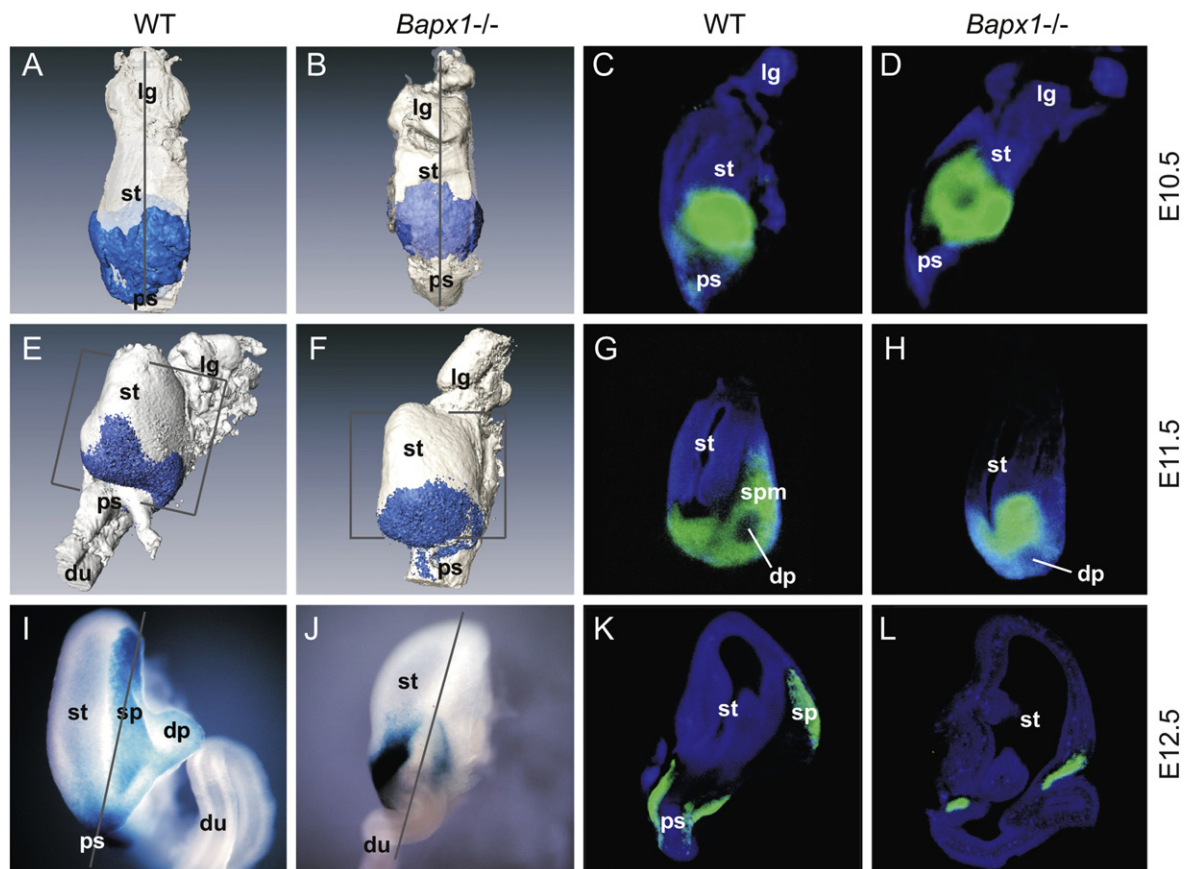 WT Bapx1-/- WT Bapx1-/-
A B C D
lg lg lg lg
st st st st
ps ps ps ps
E10.5
E F G H
lg lg
st st st st
spm
ps ps
dp dp
du
E11.5
I J K L
st sp dp st st sp st
ps du du ps
E12.5